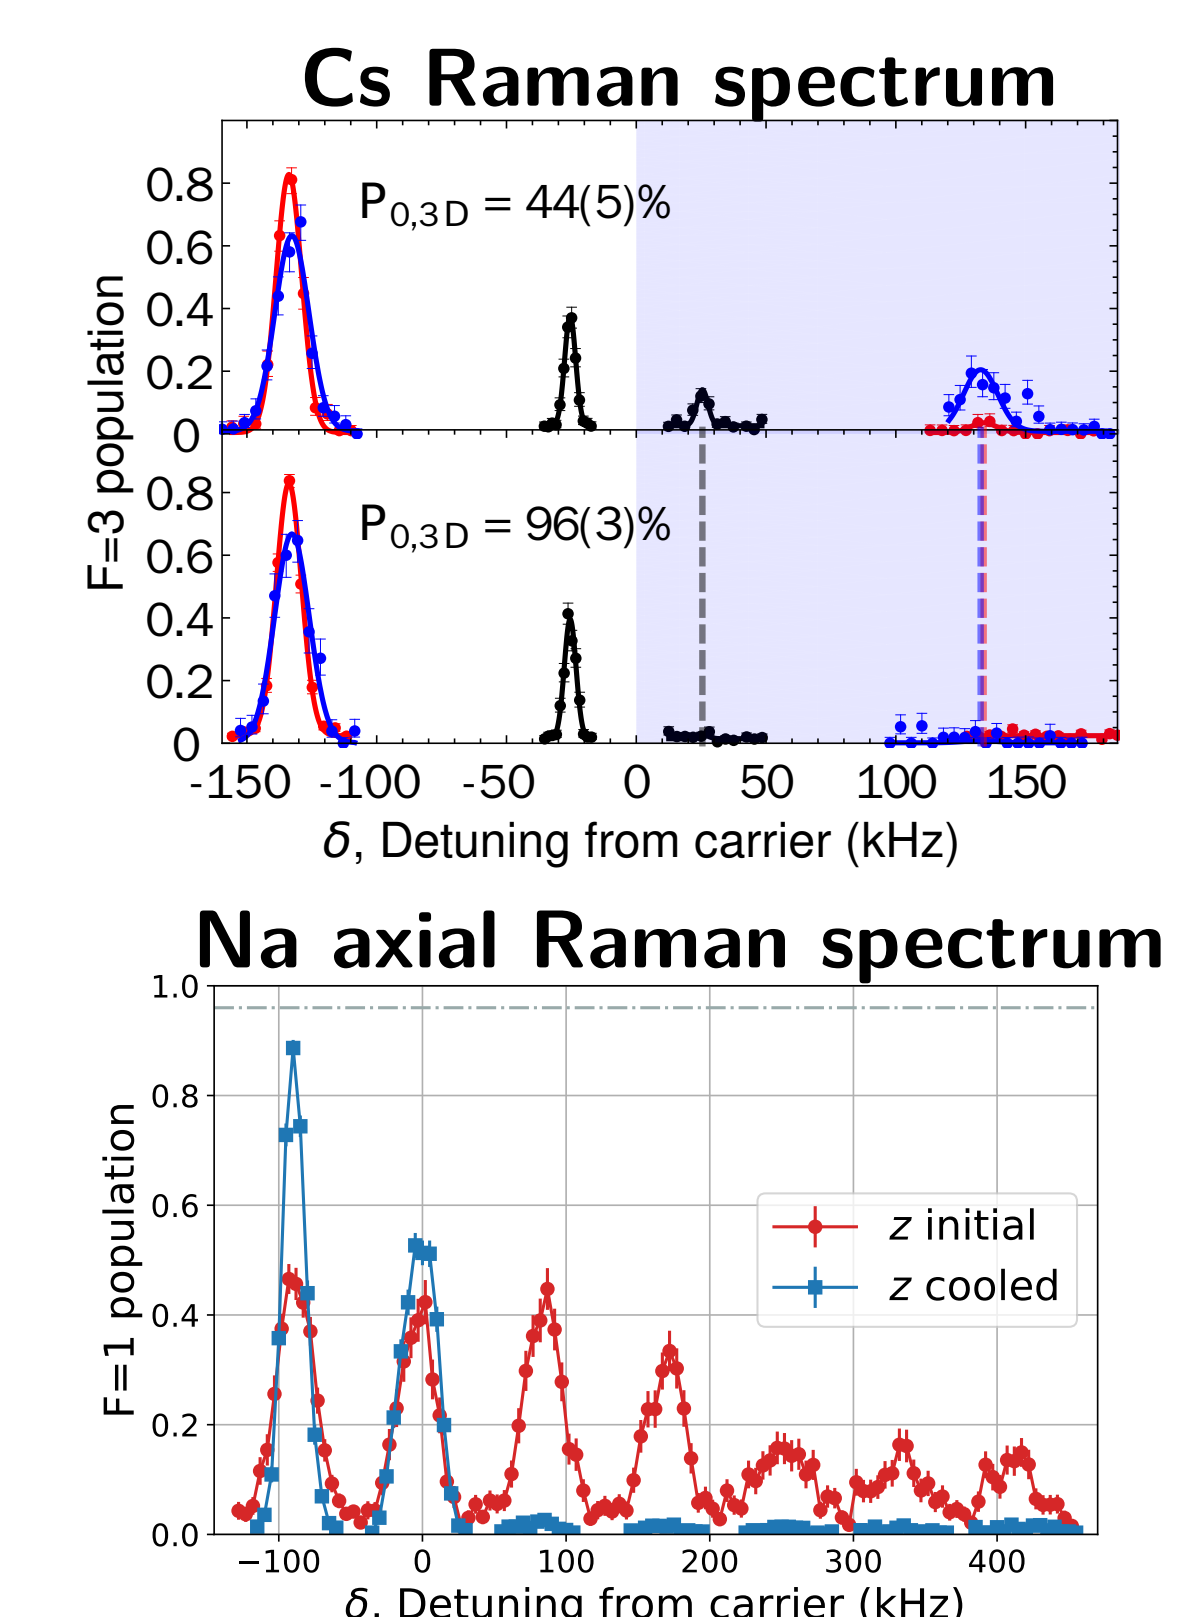 Cs Raman spectrum
0.8
0.6
0.4
0.2
0
P0,3D = 44(5)%
F=3 population
0.8
0.6
0.4
0.2
0
P0,3D = 96(3)%
-150 -100 -50 0 50 100 150
δ, Detuning from carrier (kHz)
Na axial Raman spectrum
1.0
0.8
0.6
0.4
0.2
0.0
F=1 population
z initial
z cooled
−100 0 100 200 300 400
δ, Detuning from carrier (kHz)